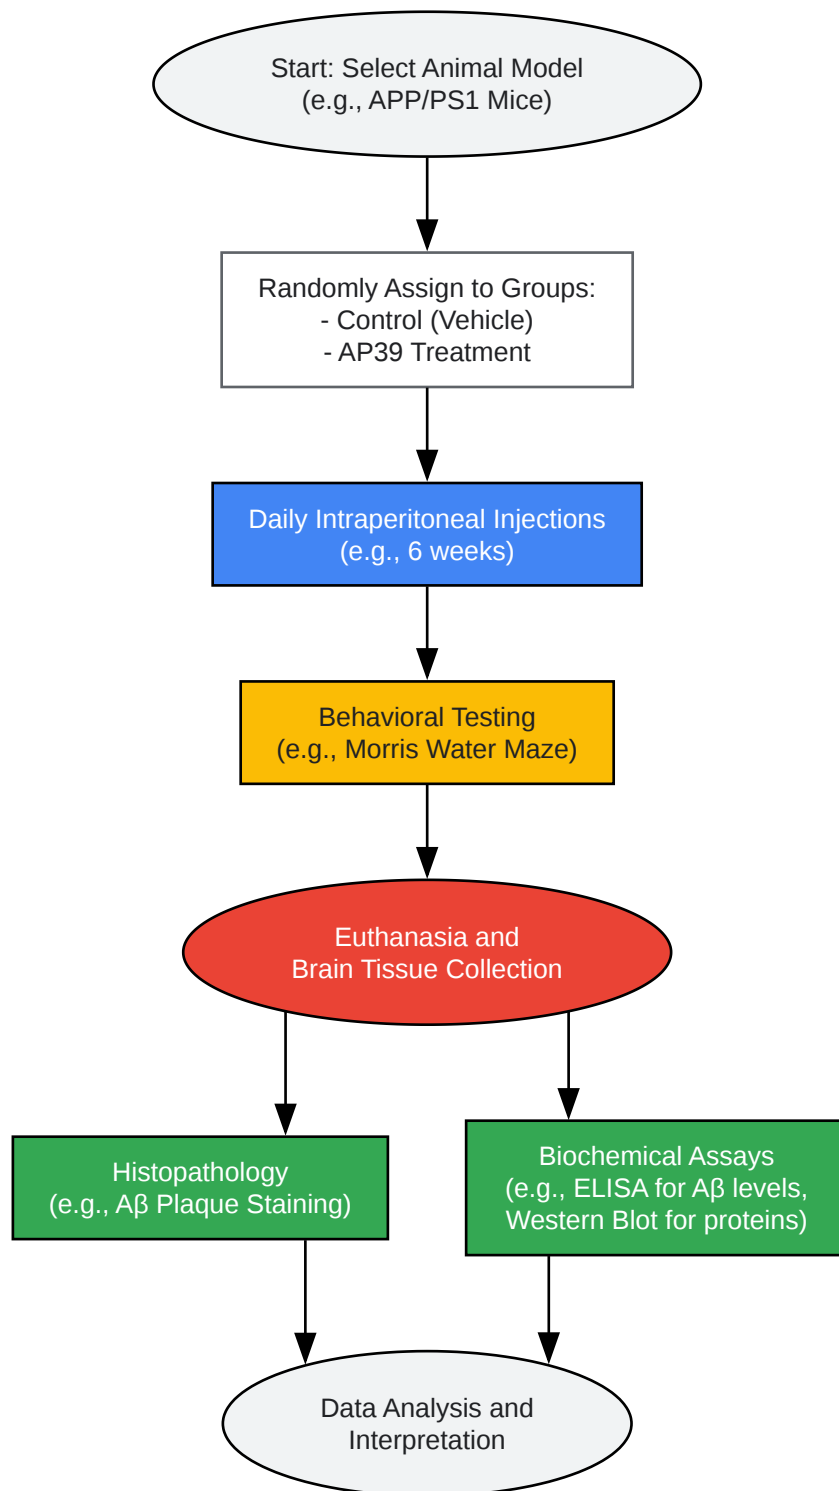 Start: Select Animal Model
(e.g., APP/PS1 Mice)
Randomly Assign to Groups:
- Control (Vehicle)
- AP39 Treatment
Daily Intraperitoneal Injections
(e.g., 6 weeks)
Behavioral Testing
(e.g., Morris Water Maze)
Euthanasia and
Brain Tissue Collection
Histopathology
(e.g., Aβ Plaque Staining)
Biochemical Assays
(e.g., ELISA for Aβ levels,
Western Blot for proteins)
Data Analysis and
Interpretation